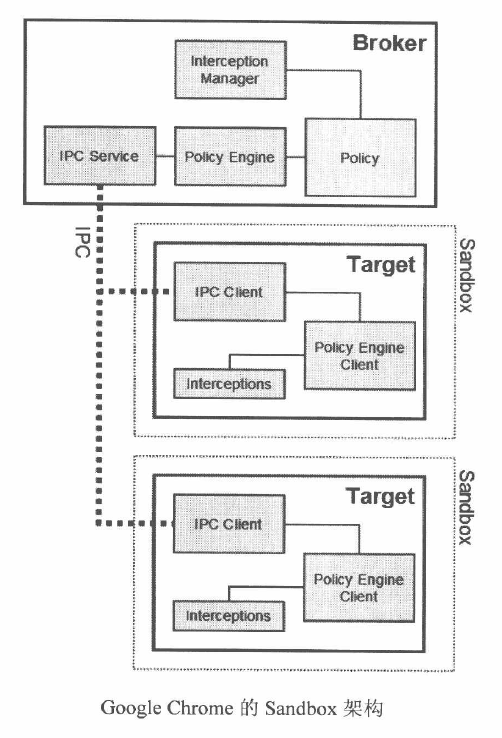 Broker
Interception
Manager
IPC Service
Policy Engine
Policy
IPC
Sandbox
Target
IPC Client
Policy Engine
Client
Interceptions
Sandbox
Target
IPC Client
Policy Engine
Client
Interceptions
Google Chrome 的 Sandbox 架构